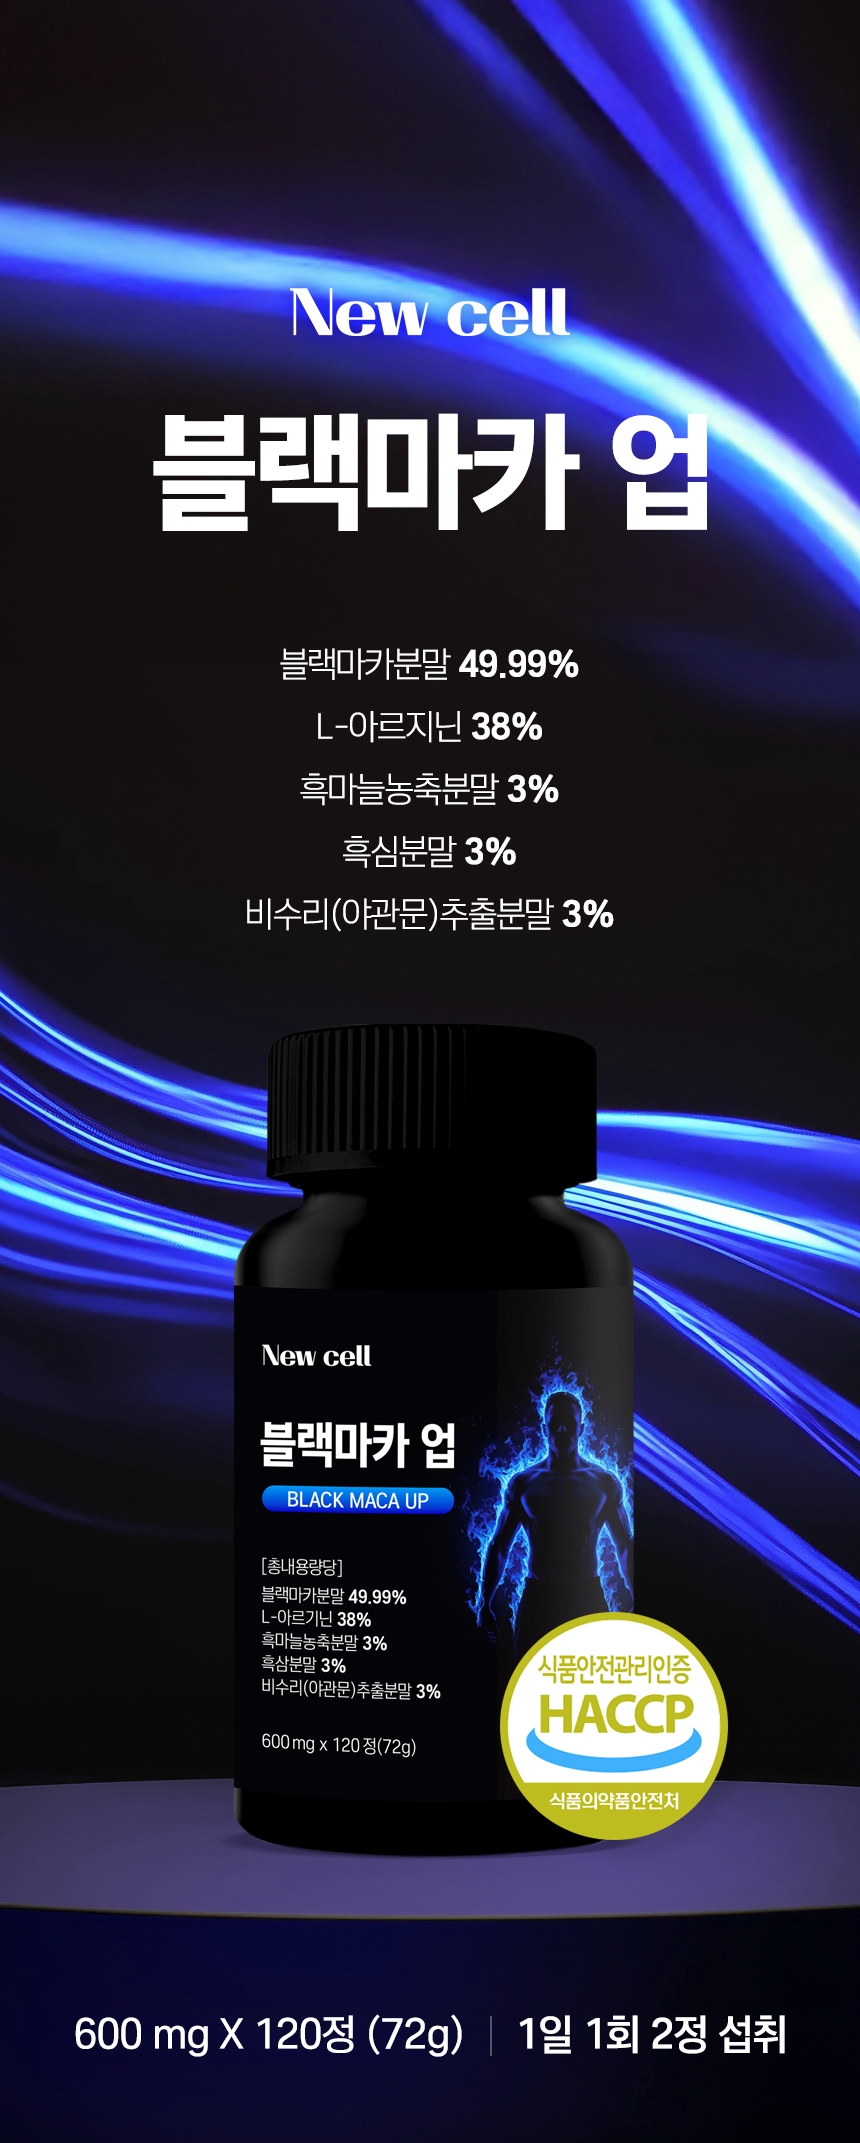 New cell
블랙마카 업
블랙마카분말 49.99%
L-아르지닌 38%
흑마늘농축분말 3%
흑심분말 3%
비수리(야관문)추출분말 3%
New cell
블랙마카 업
BLACK MACA UP
[총내용량당]
블랙마카분말 49.99%
L-아르기닌 38%
흑마늘농축분말 3%
흑삼분말 3%
비수리(야관문)추출분말 3%
600mg x 120정(72g)
식품안전관리인증
HACCP
식품의약품안전처
600 mg X 120정 (72g) | 1일 1회 2정 섭취